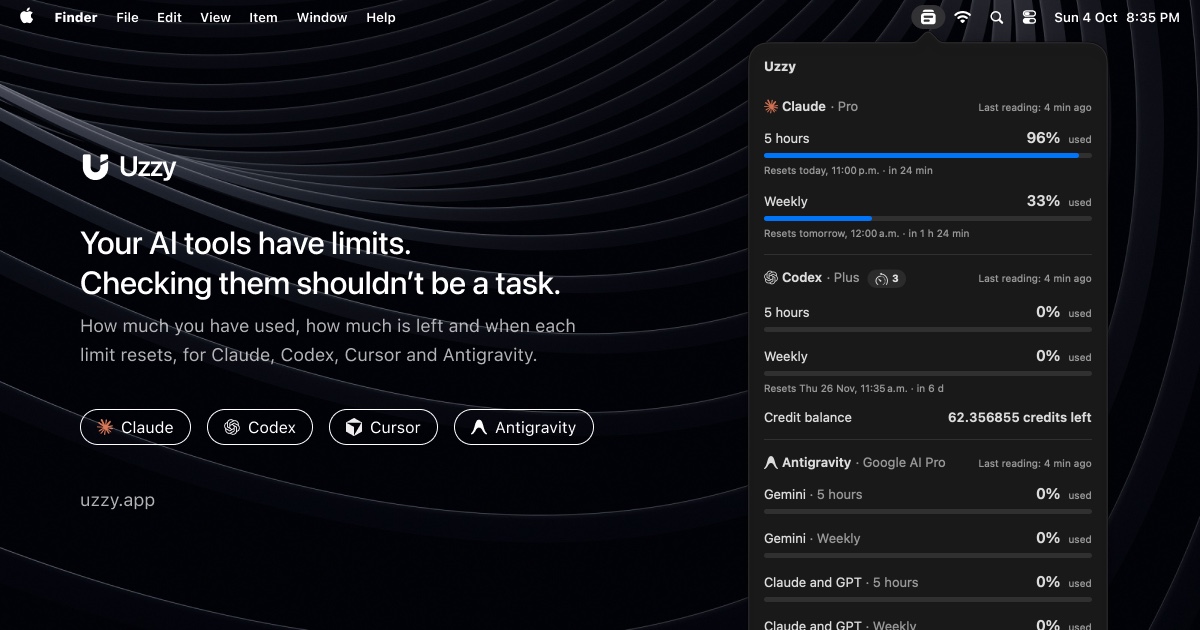 Finder File Edit View Item Window Help Sun 4 Oct 8:35 PM
Uzzy
Your AI tools have limits.
Checking them shouldn’t be a task.
How much you have used, how much is left and when each
limit resets, for Claude, Codex, Cursor and Antigravity.
Claude Codex Cursor Antigravity
uzzy.app
Uzzy
Claude · Pro Last reading: 4 min ago
5 hours 96% used
Resets today, 11:00 p.m. · in 24 min
Weekly 33% used
Resets tomorrow, 12:00 a.m. · in 1 h 24 min
Codex · Plus 3 Last reading: 4 min ago
5 hours 0% used
Weekly 0% used
Resets Thu 26 Nov, 11:35 a.m. · in 6 d
Credit balance 62.356855 credits left
Antigravity · Google AI Pro Last reading: 4 min ago
Gemini · 5 hours 0% used
Gemini · Weekly 0% used
Claude and GPT · 5 hours 0% used
Claude and GPT · Weekly 0% used